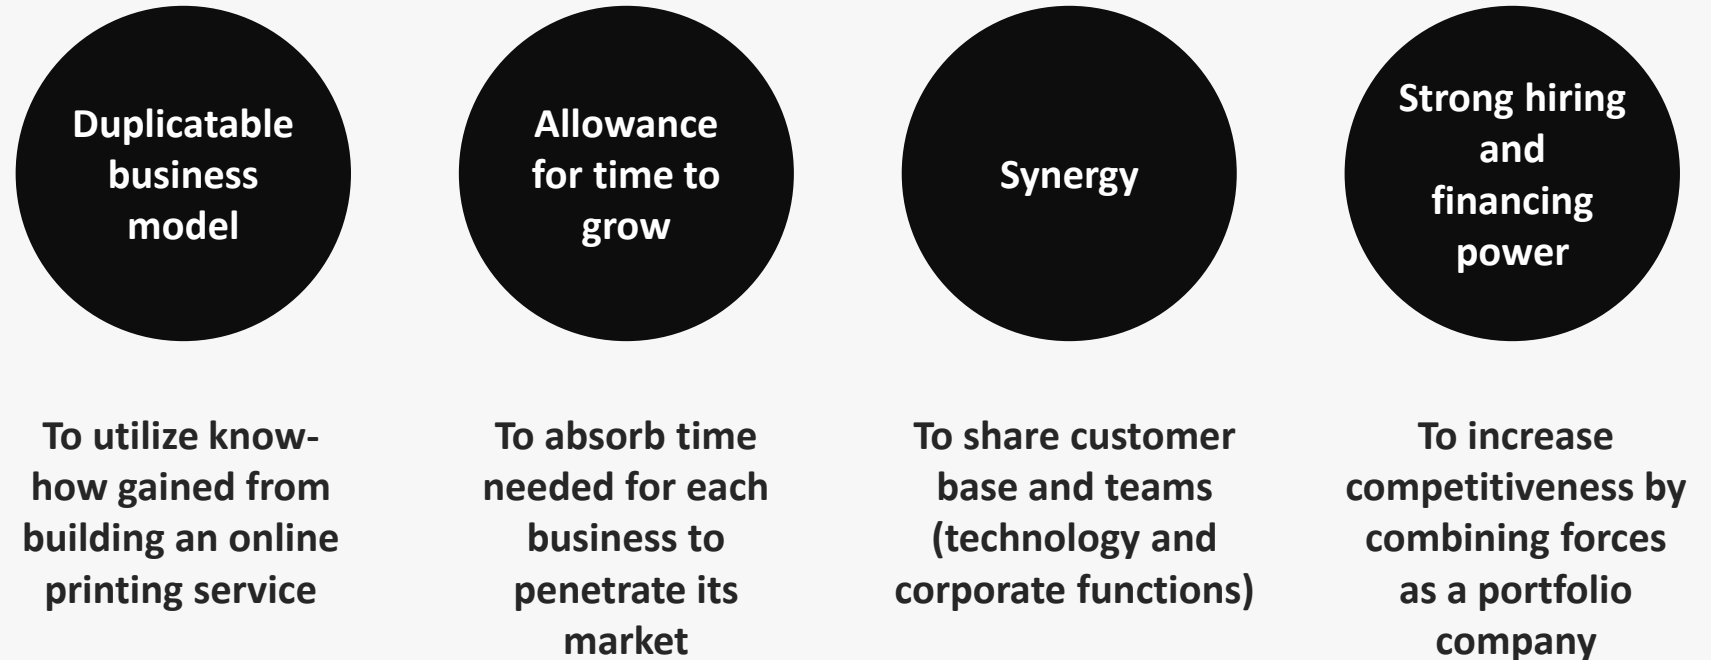 Duplicatable
business
model
To utilize know-
how gained from
building an online
printing service
Allowance
for time to
grow
To absorb time
needed for each
business to
penetrate its
market
Synergy
To share customer
base and teams
(technology and
corporate functions)
Strong hiring
and
financing
power
To increase
competitiveness by
combining forces
as a portfolio
company